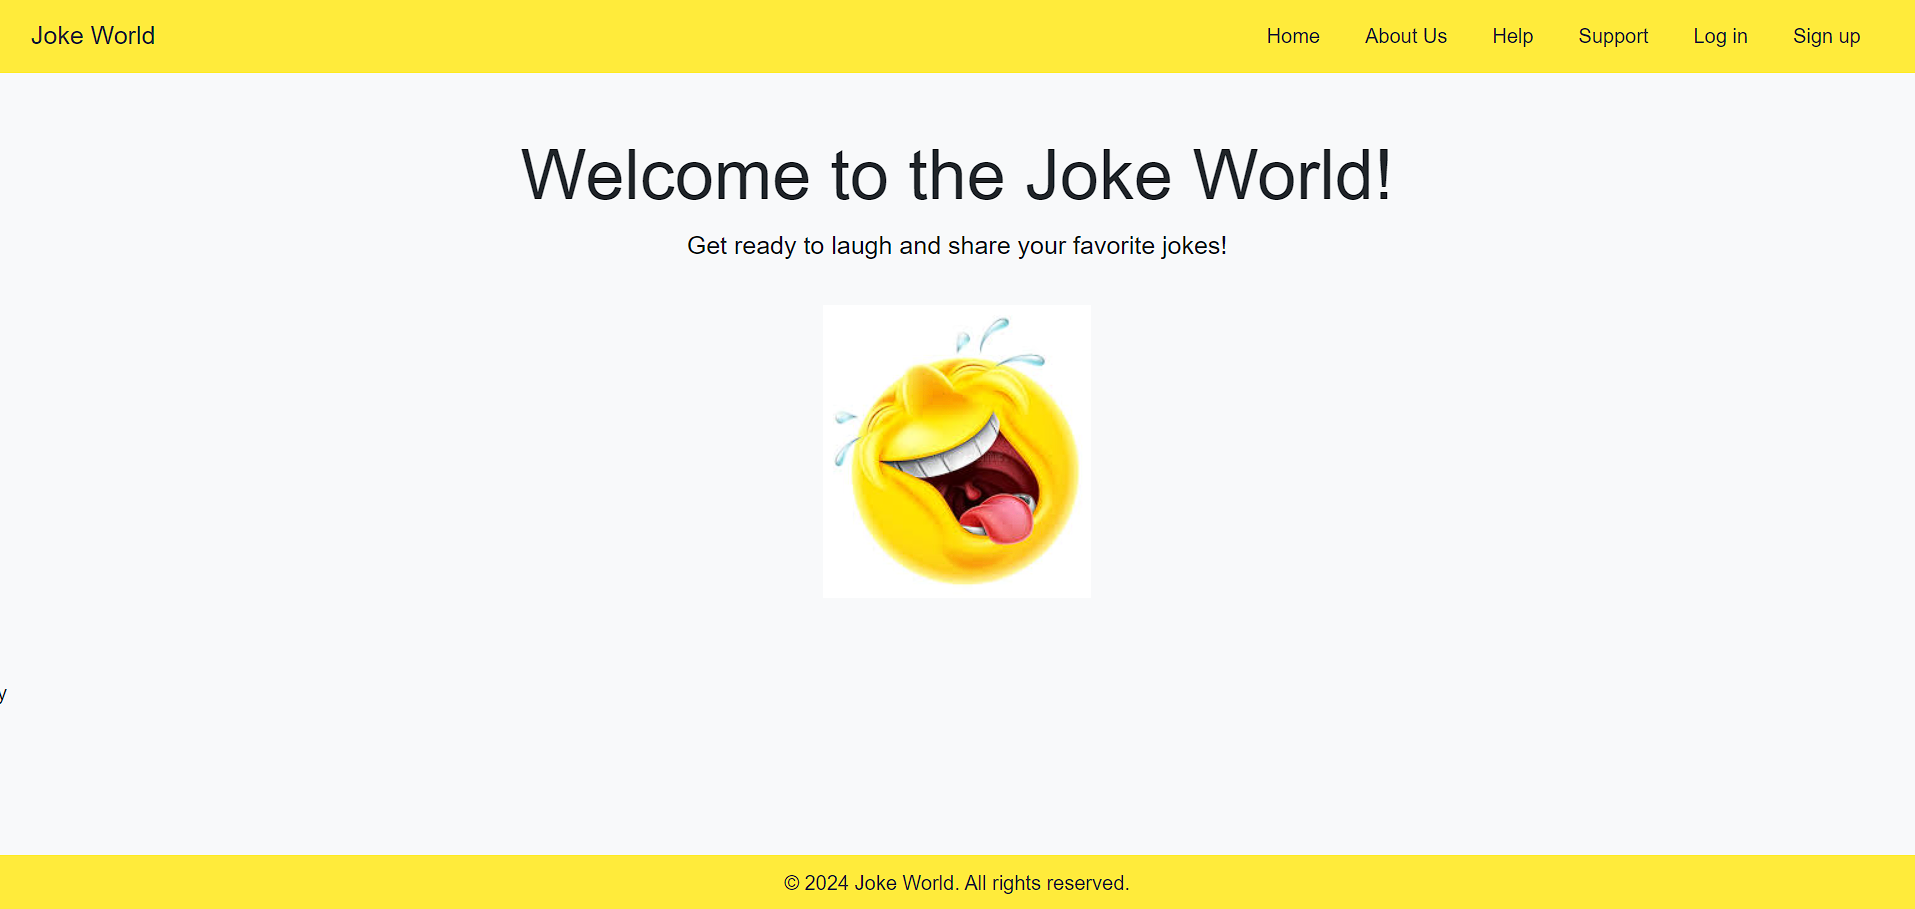 Joke World
Home About Us Help Support Log in Sign up
Welcome to the Joke World!
Get ready to laugh and share your favorite jokes!
y
© 2024 Joke World. All rights reserved.